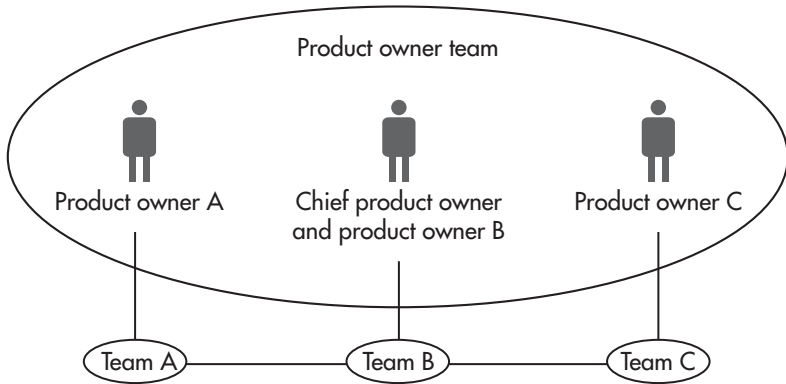 Product owner team
Product owner A
Chief product owner
and product owner B
Product owner C
Team A
Team B
Team C